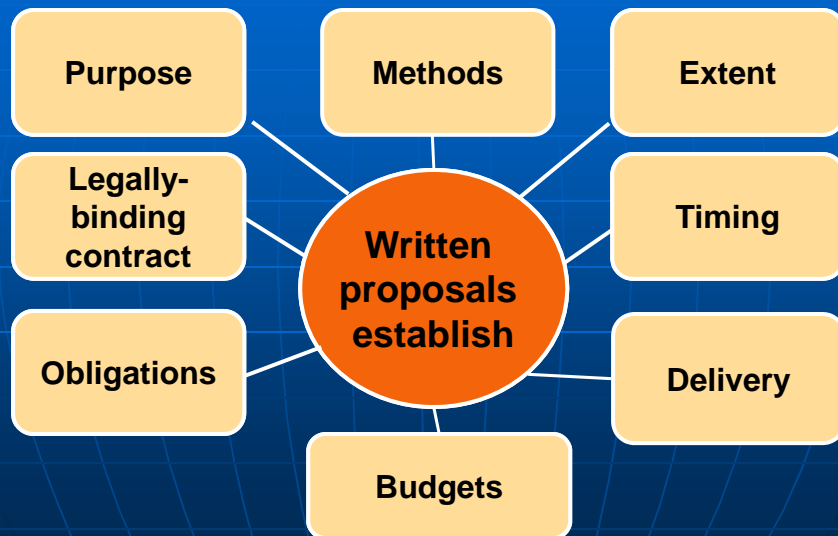 Purpose
Methods
Extent
Legally-
binding
contract
Written
proposals
establish
Timing
Obligations
Delivery
Budgets